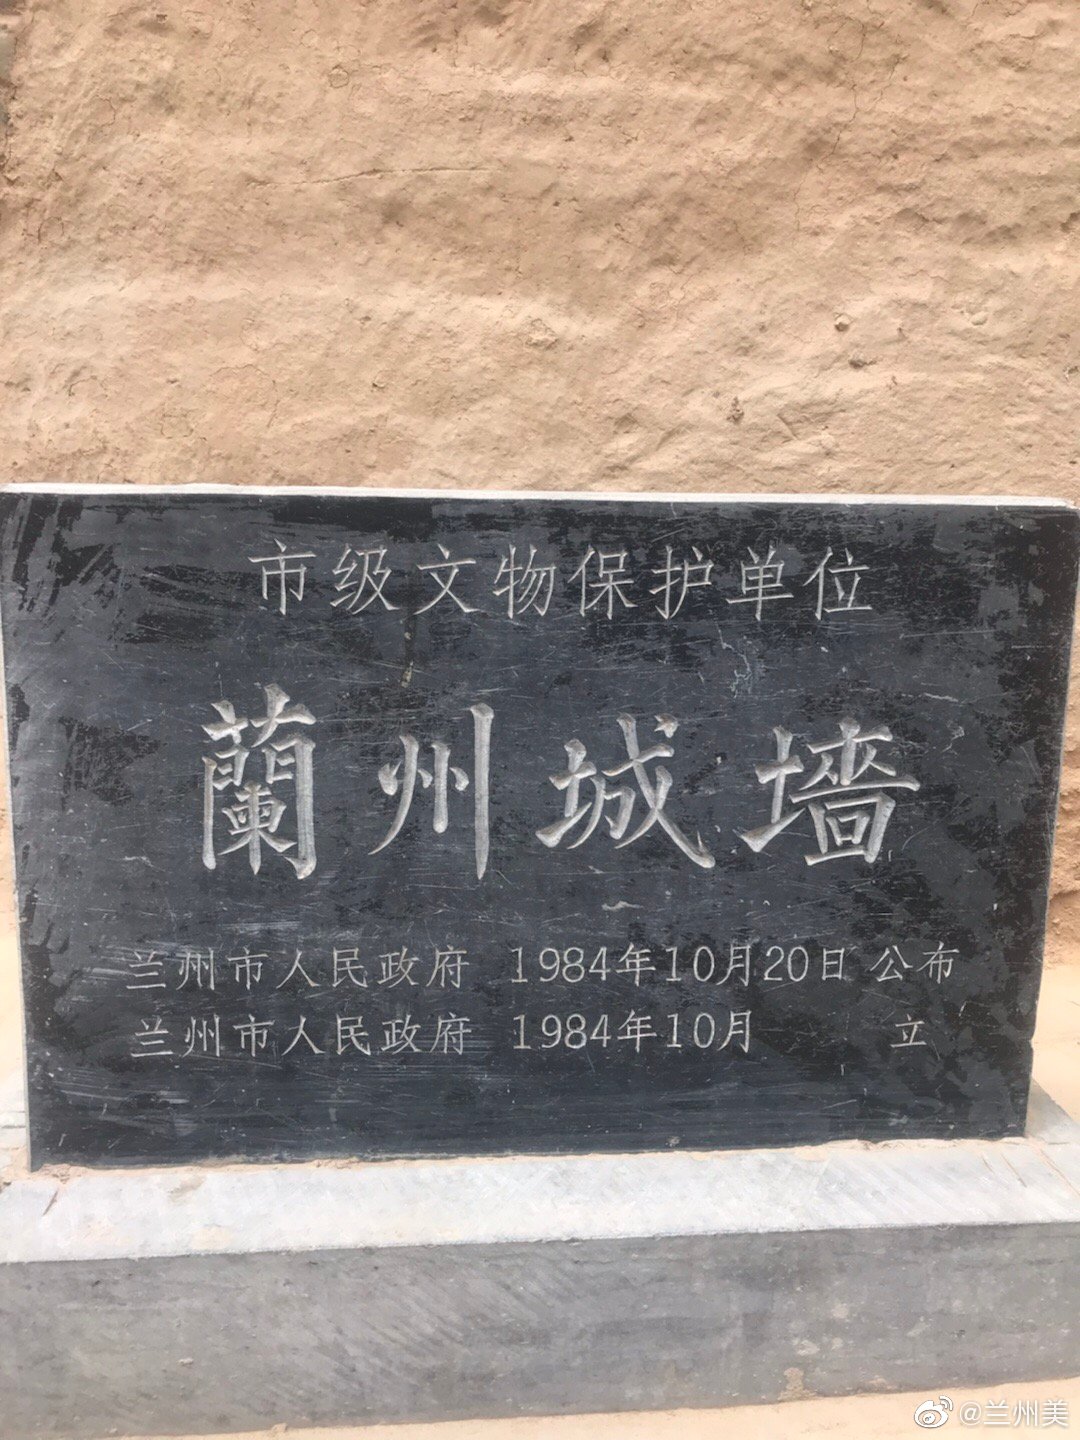 市级文物保护单位
蘭州城墻
兰州市人民政府 1984年10月20日 公布
兰州市人民政府 1984年10月 立
@兰州美